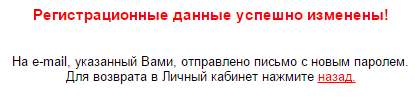 Регистрационные данные успешно изменены!
На e-mail, указанный Вами, отправлено письмо с новым паролем.
Для возврата в Личный кабинет нажмите назад.